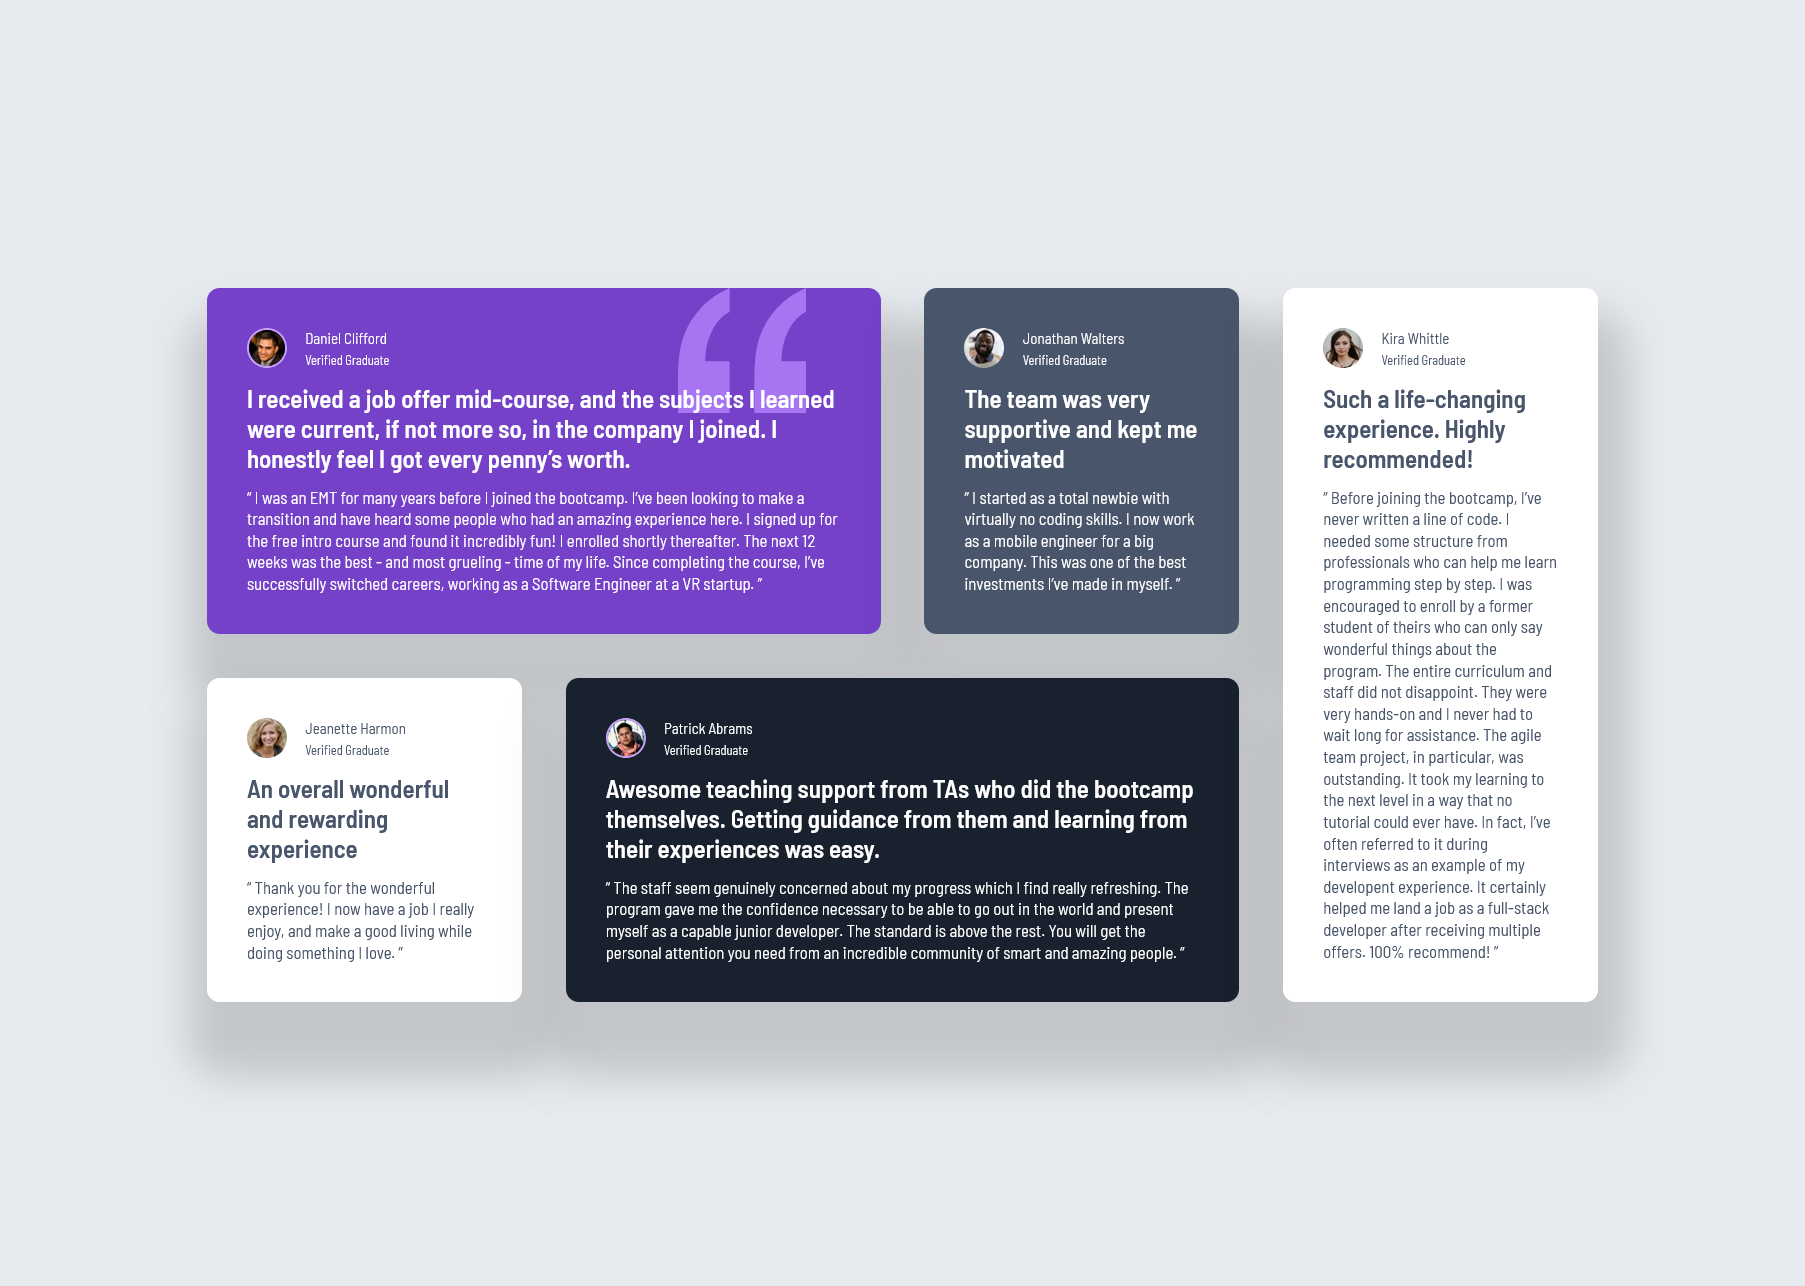 Daniel Clifford
Verified Graduate
I received a job offer mid-course, and the subjects I learned
were current, if not more so, in the company I joined. I
honestly feel I got every penny’s worth.
“ I was an EMT for many years before I joined the bootcamp. I’ve been looking to make a
transition and have heard some people who had an amazing experience here. I signed up for
the free intro course and found it incredibly fun! I enrolled shortly thereafter. The next 12
weeks was the best - and most grueling - time of my life. Since completing the course, I’ve
successfully switched careers, working as a Software Engineer at a VR startup. ”
Jonathan Walters
Verified Graduate
The team was very
supportive and kept me
motivated
“ I started as a total newbie with
virtually no coding skills. I now work
as a mobile engineer for a big
company. This was one of the best
investments I’ve made in myself. ”
Kira Whittle
Verified Graduate
Such a life-changing
experience. Highly
recommended!
“ Before joining the bootcamp, I’ve
never written a line of code. I
needed some structure from
professionals who can help me learn
programming step by step. I was
encouraged to enroll by a former
student of theirs who can only say
wonderful things about the
program. The entire curriculum and
staff did not disappoint. They were
very hands-on and I never had to
wait long for assistance. The agile
team project, in particular, was
outstanding. It took my learning to
the next level in a way that no
tutorial could ever have. In fact, I’ve
often referred to it during
interviews as an example of my
developent experience. It certainly
helped me land a job as a full-stack
developer after receiving multiple
offers. 100% recommend! ”
Jeanette Harmon
Verified Graduate
An overall wonderful
and rewarding
experience
“ Thank you for the wonderful
experience! I now have a job I really
enjoy, and make a good living while
doing something I love. ”
Patrick Abrams
Verified Graduate
Awesome teaching support from TAs who did the bootcamp
themselves. Getting guidance from them and learning from
their experiences was easy.
“ The staff seem genuinely concerned about my progress which I find really refreshing. The
program gave me the confidence necessary to be able to go out in the world and present
myself as a capable junior developer. The standard is above the rest. You will get the
personal attention you need from an incredible community of smart and amazing people. ”